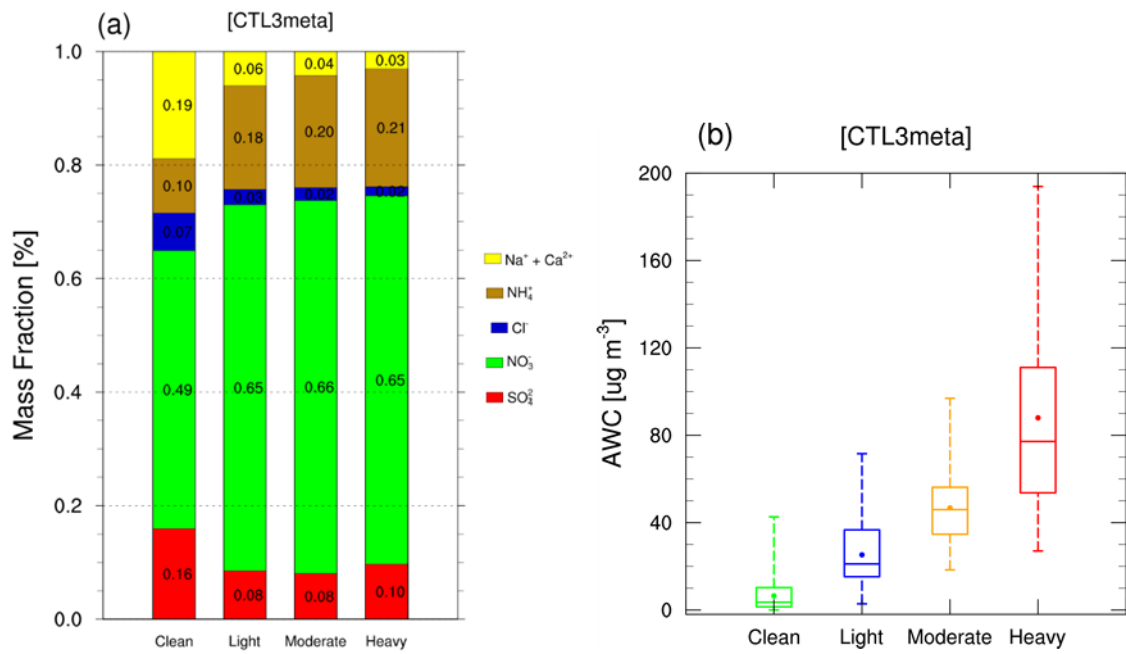 (a) [CTL3meta]
Mass Fraction [%]
1.0
0.8
0.6
0.4
0.2
0.0
0.19
0.10
0.07
0.49
0.16
0.06
0.18
0.03
0.65
0.08
0.04
0.20
0.02
0.66
0.08
0.03
0.21
0.02
0.65
0.10
Clean Light Moderate Heavy
Na⁺ + Ca²⁺
NH₄⁺
Cl⁻
NO₃⁻
SO₄²⁻
(b) [CTL3meta]
AWC [ug m⁻³]
200
160
120
80
40
0
Clean Light Moderate Heavy